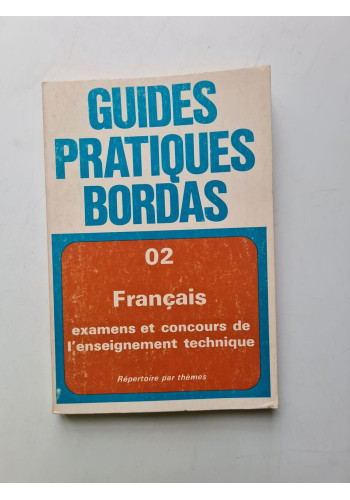 GUIDES
PRATIQUES
BORDAS
02
Français
examens et concours de
l'enseignement technique
Répertoire par thèmes